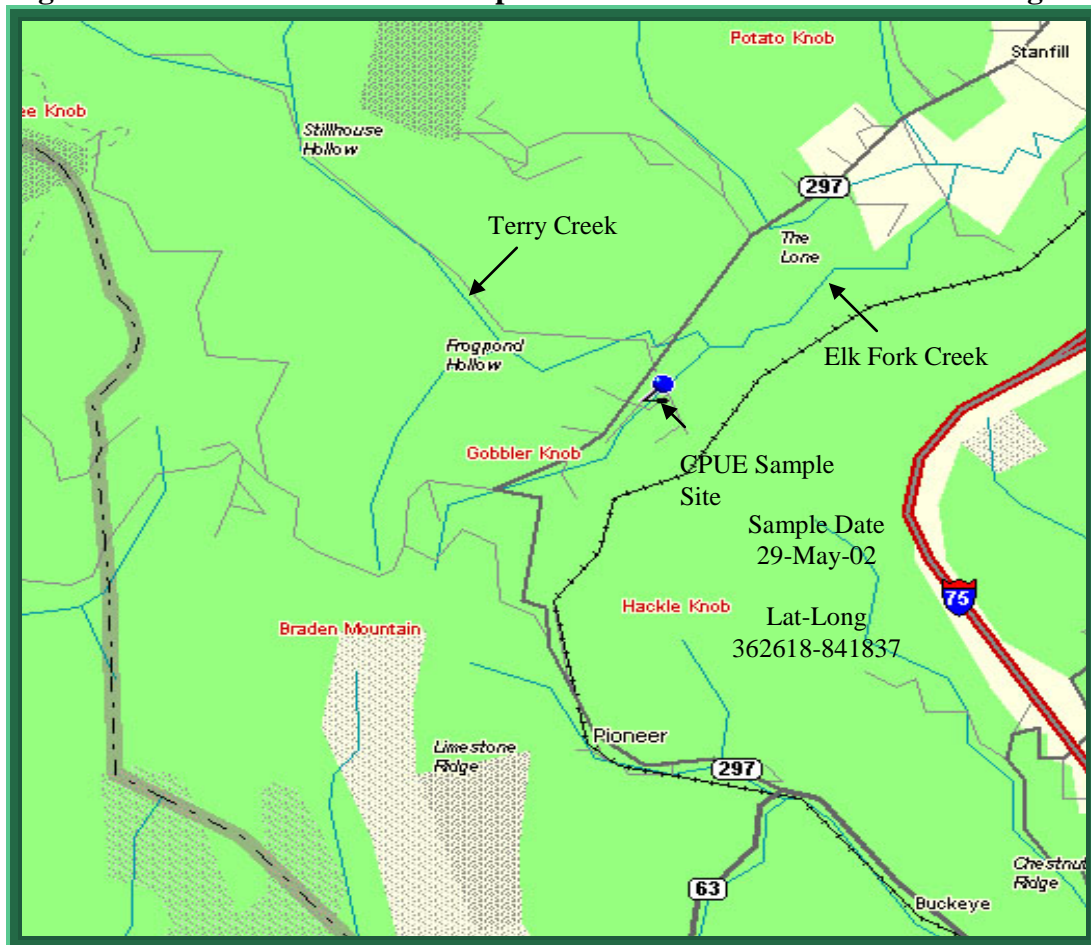 Potato Knob
Stanfill
ee Knob
Stillhouse
Hollow
297
Terry Creek
The
Lone
Frogpond
Hollow
Elk Fork Creek
Gobbler Knob
CPUE Sample
Site
Sample Date
29-May-02
75
Hackle Knob
Lat-Long
362618-841837
Braden Mountain
Pioneer
Limestone
Ridge
297
Chestnut
Ridge
63
Buckeye